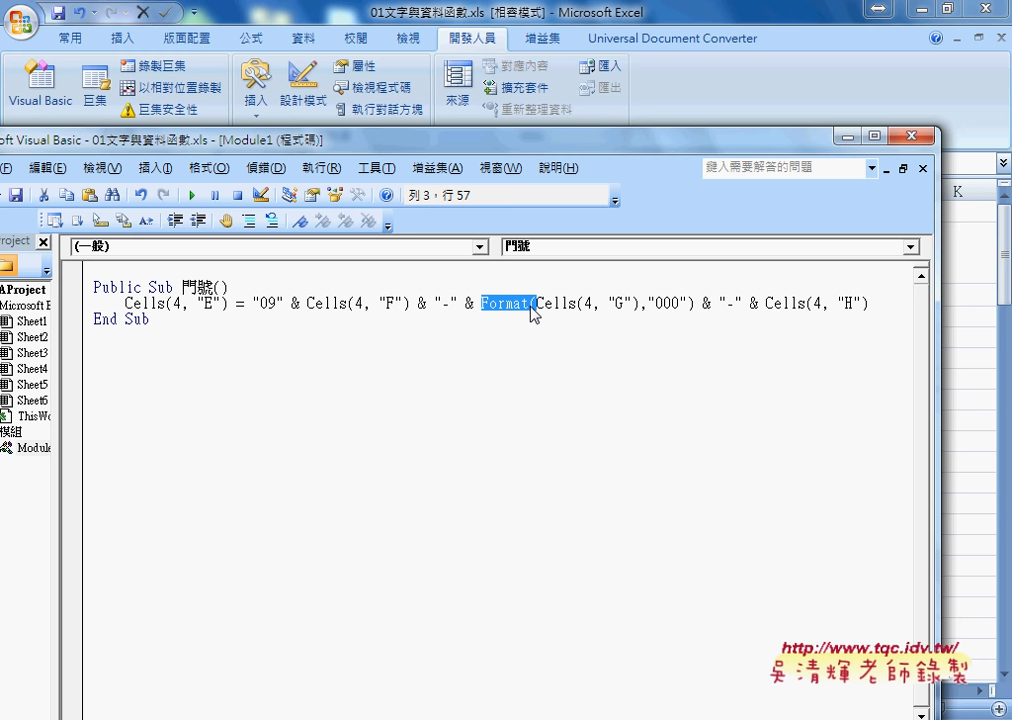 01文字與資料函數.xls [相容模式] - Microsoft Excel
常用 插入 版面配置 公式 資料 校閱 檢視 開發人員 增益集 Universal Document Converter
Visual Basic 巨集 錄製巨集 以相對位置錄製 巨集安全性 插入 設計模式 屬性 檢視程式碼 執行對話方塊 來源 對應內容 擴充套件 重新整理資料 匯入 匯出
oft Visual Basic - 01文字與資料函數.xls - [Module1 (程式碼)]
(F) 編輯(E) 檢視(V) 插入(I) 格式(O) 偵錯(D) 執行(R) 工具(T) 增益集(A) 視窗(W) 說明(H) 鍵入需要解答的問題
列 3，行 57
K
roject
(一般) 門號
AProject
Microsoft E
Sheet1
Sheet2
Sheet3
Sheet4
Sheet5
Sheet6
ThisWo
模組
Module
Public Sub 門號()
Cells(4, "E") = "09" & Cells(4, "F") & "-" & Format(Cells(4, "G"),"000") & "-" & Cells(4, "H")
End Sub
http://www.tqc.idv.tw/
吳清輝老師錄製